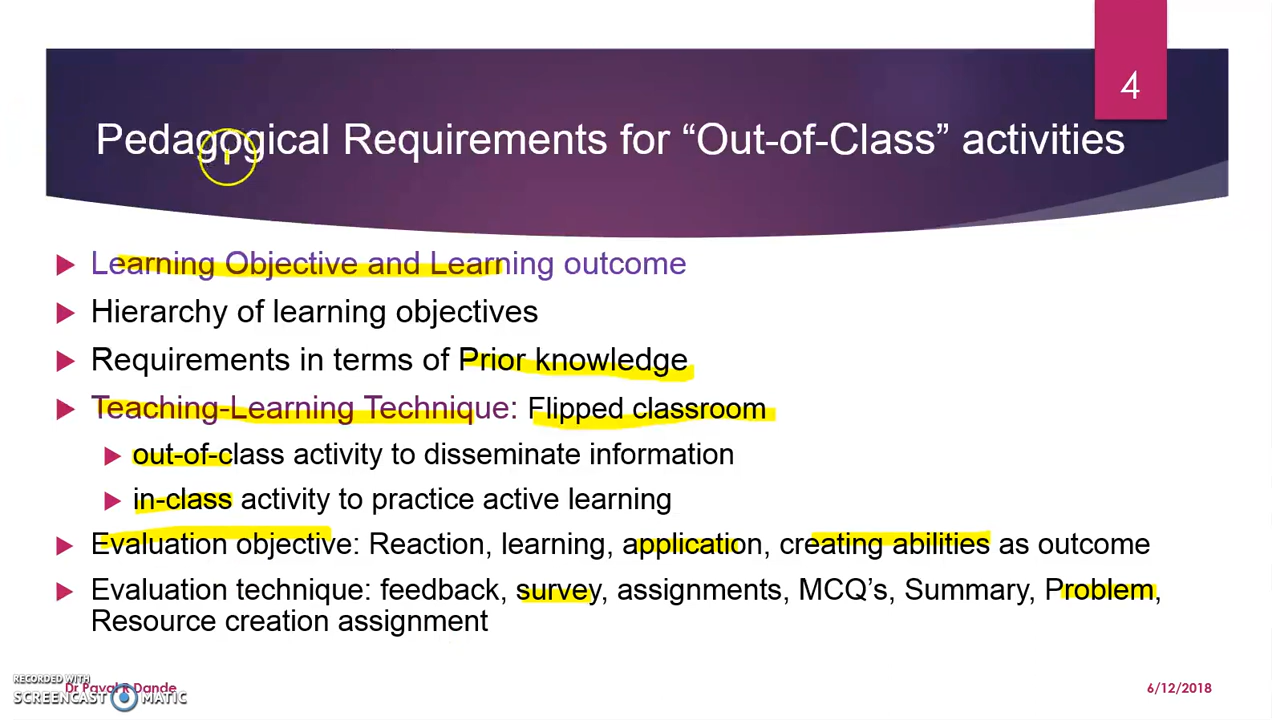 4
Pedagogical Requirements for “Out-of-Class” activities
Learning Objective and Learning outcome
Hierarchy of learning objectives
Requirements in terms of Prior knowledge
Teaching-Learning Technique: Flipped classroom
out-of-class activity to disseminate information
in-class activity to practice active learning
Evaluation objective: Reaction, learning, application, creating abilities as outcome
Evaluation technique: feedback, survey, assignments, MCQ’s, Summary, Problem,
Resource creation assignment
RECORDED WITH
SCREENCAST MATIC
Dr Payal R Dande
6/12/2018